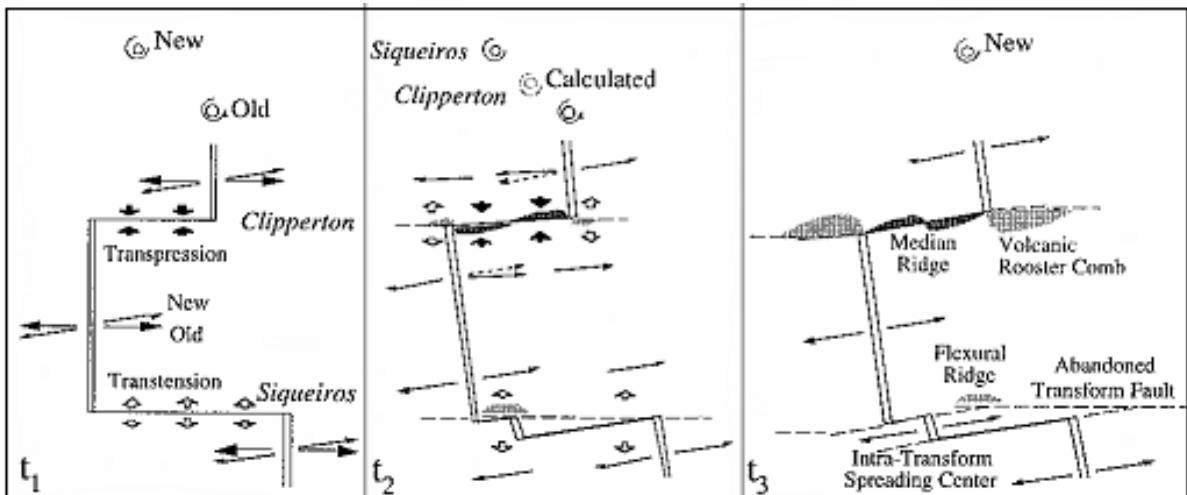 New
Old
Clipperton
Transpression
New
Old
Transtension
Siqueiros
t1
Siqueiros
Clipperton
Calculated
t2
New
Median
Ridge
Volcanic
Rooster Comb
Flexural
Ridge
Abandoned
Transform Fault
Intra-Transform
Spreading Center
t3